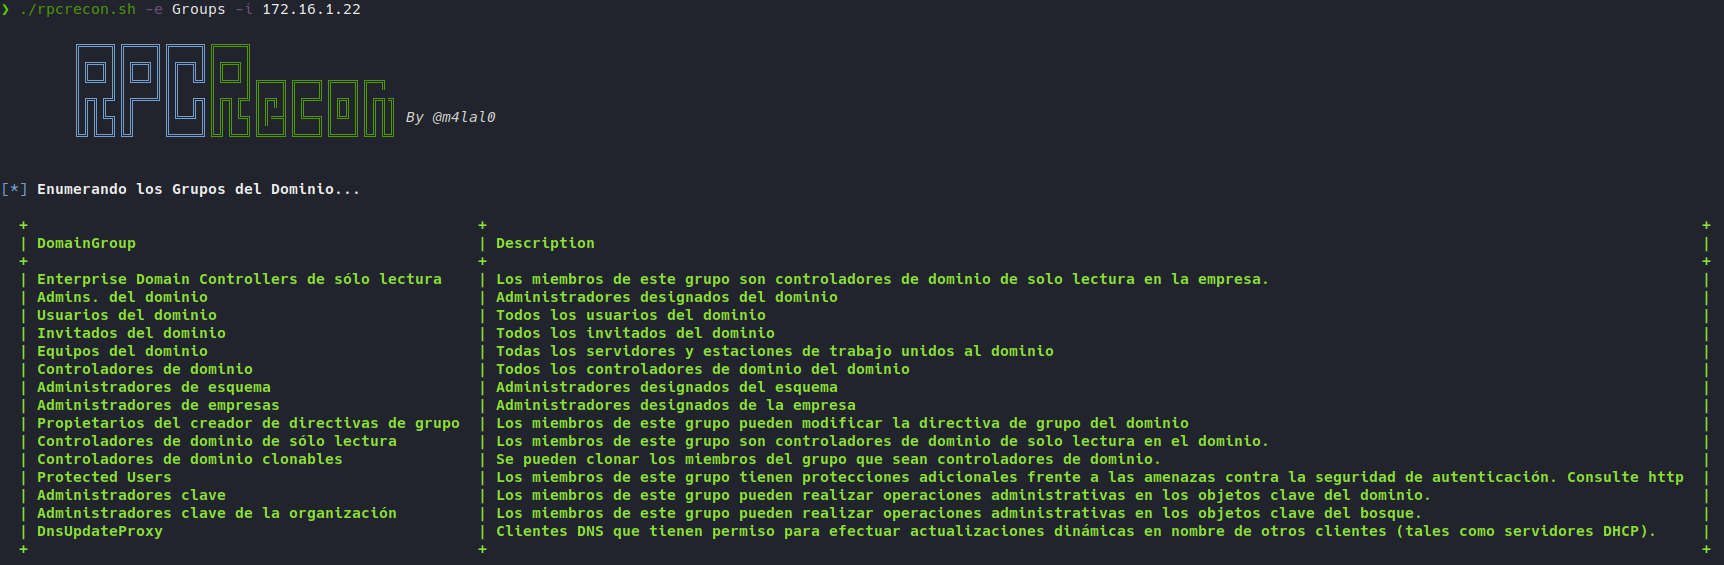 ❯ ./rpcrecon.sh -e Groups -i 172.16.1.22
RPCRecon
By @m4lal0
[*] Enumerando los Grupos del Dominio...
+ + +
| DomainGroup | Description |
+ + +
| Enterprise Domain Controllers de sólo lectura | Los miembros de este grupo son controladores de dominio de solo lectura en la empresa. |
| Admins. del dominio | Administradores designados del dominio |
| Usuarios del dominio | Todos los usuarios del dominio |
| Invitados del dominio | Todos los invitados del dominio |
| Equipos del dominio | Todas los servidores y estaciones de trabajo unidos al dominio |
| Controladores de dominio | Todos los controladores de dominio del dominio |
| Administradores de esquema | Administradores designados del esquema |
| Administradores de empresas | Administradores designados de la empresa |
| Propietarios del creador de directivas de grupo | Los miembros de este grupo pueden modificar la directiva de grupo del dominio |
| Controladores de dominio de sólo lectura | Los miembros de este grupo son controladores de dominio de solo lectura en el dominio. |
| Controladores de dominio clonables | Se pueden clonar los miembros del grupo que sean controladores de dominio. |
| Protected Users | Los miembros de este grupo tienen protecciones adicionales frente a las amenazas contra la seguridad de autenticación. Consulte http |
| Administradores clave | Los miembros de este grupo pueden realizar operaciones administrativas en los objetos clave del dominio. |
| Administradores clave de la organización | Los miembros de este grupo pueden realizar operaciones administrativas en los objetos clave del bosque. |
| DnsUpdateProxy | Clientes DNS que tienen permiso para efectuar actualizaciones dinámicas en nombre de otros clientes (tales como servidores DHCP). |
+ + +